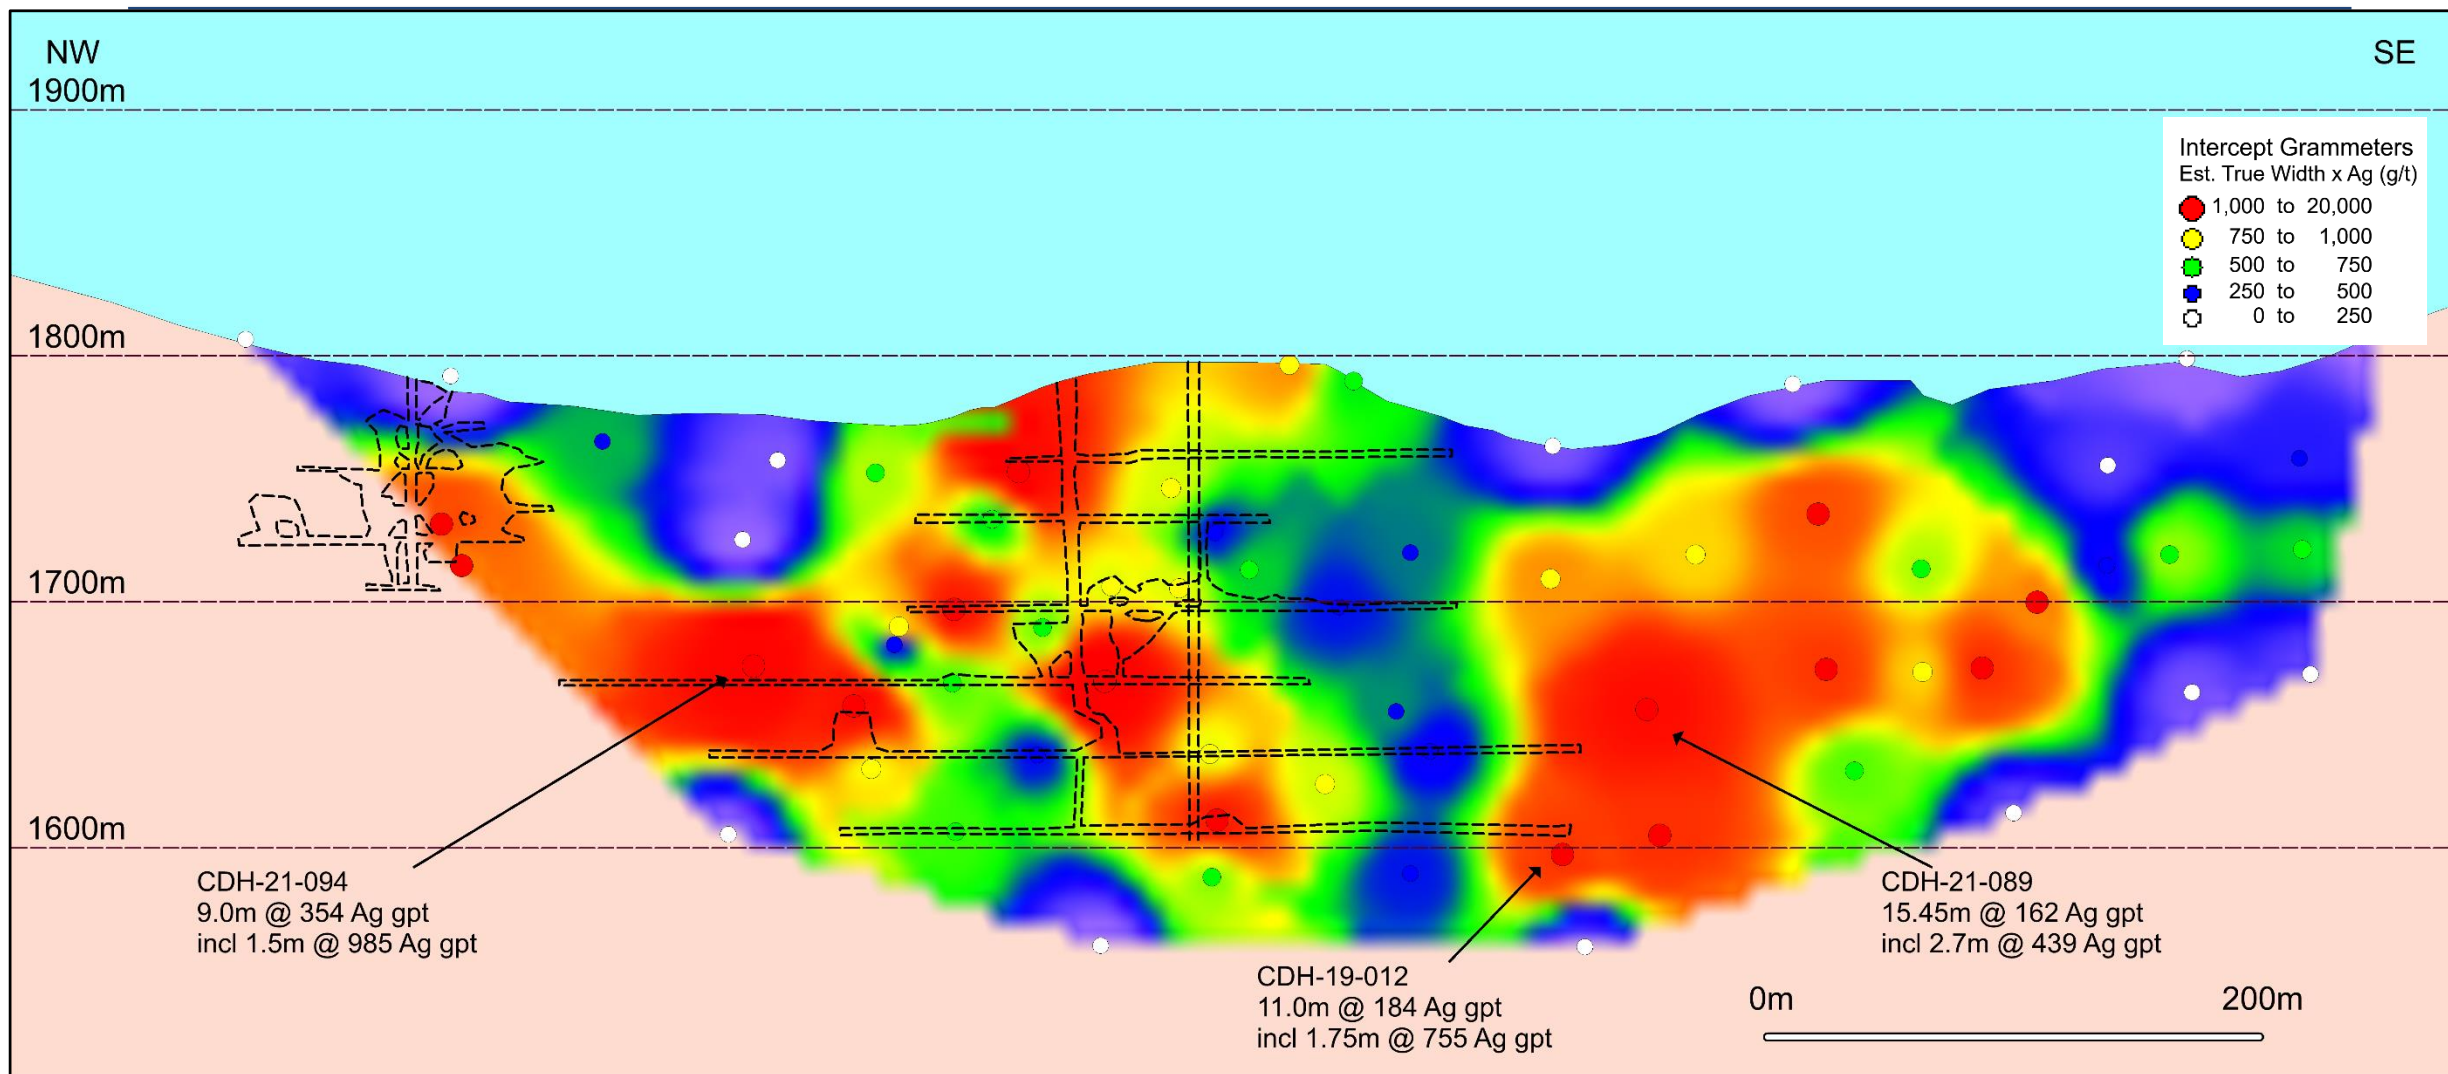 NW
SE
1900m
Intercept Grammeters
Est. True Width x Ag (g/t)
1,000 to 20,000
750 to 1,000
500 to 750
250 to 500
0 to 250
1800m
1700m
1600m
CDH-21-094
9.0m @ 354 Ag gpt
incl 1.5m @ 985 Ag gpt
CDH-19-012
11.0m @ 184 Ag gpt
incl 1.75m @ 755 Ag gpt
CDH-21-089
15.45m @ 162 Ag gpt
incl 2.7m @ 439 Ag gpt
0m 200m